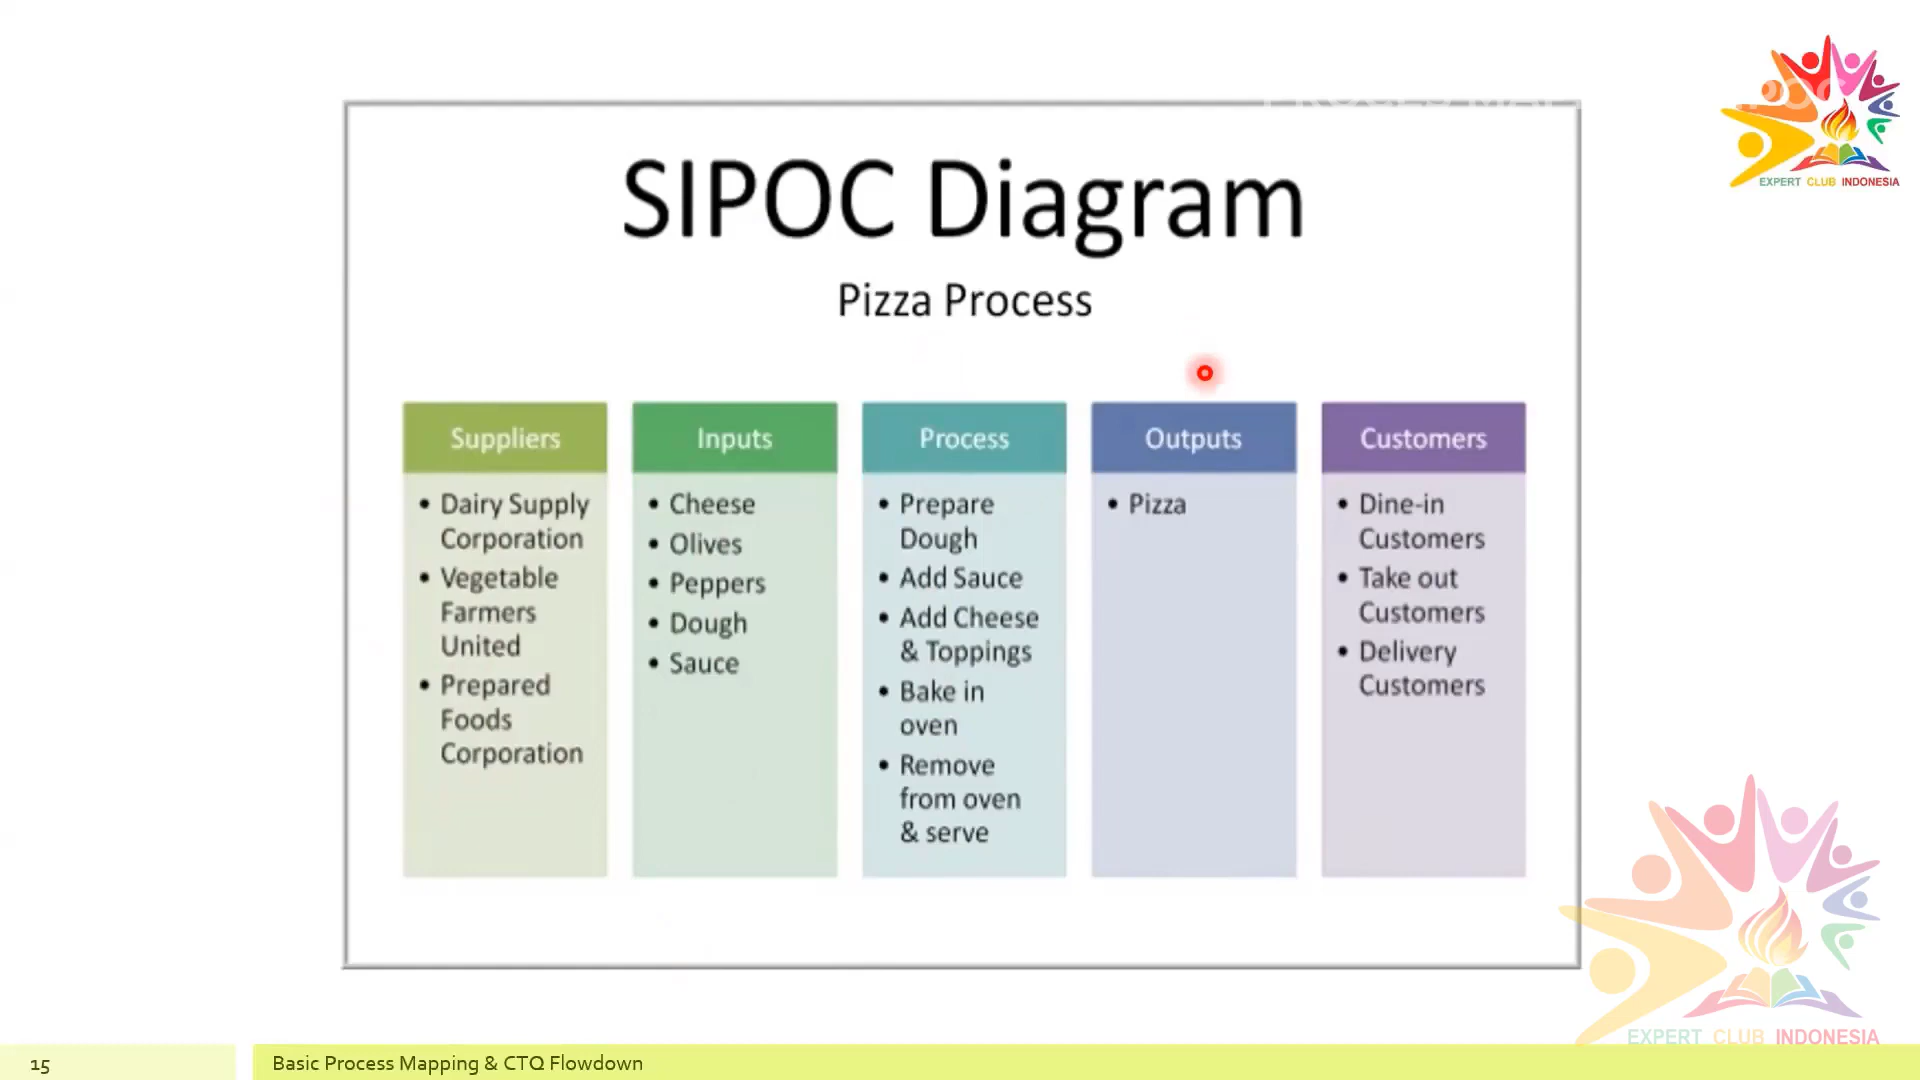 SIPOC Diagram
Pizza Process
Suppliers
• Dairy Supply
Corporation
• Vegetable
Farmers
United
• Prepared
Foods
Corporation
Inputs
• Cheese
• Olives
• Peppers
• Dough
• Sauce
Process
• Prepare
Dough
• Add Sauce
• Add Cheese
& Toppings
• Bake in
oven
• Remove
from oven
& serve
Outputs
• Pizza
Customers
• Dine-in
Customers
• Take out
Customers
• Delivery
Customers
EXPERT CLUB INDONESIA
EXPERT CLUB INDONESIA
15
Basic Process Mapping & CTQ Flowdown